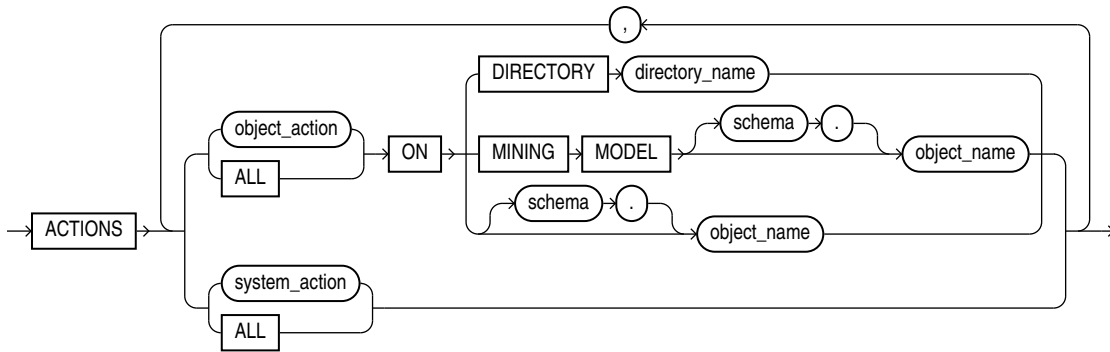 ,
DIRECTORY directory_name
object_action
schema .
ON MINING MODEL object_name
ALL
schema .
ACTIONS object_name
system_action
ALL